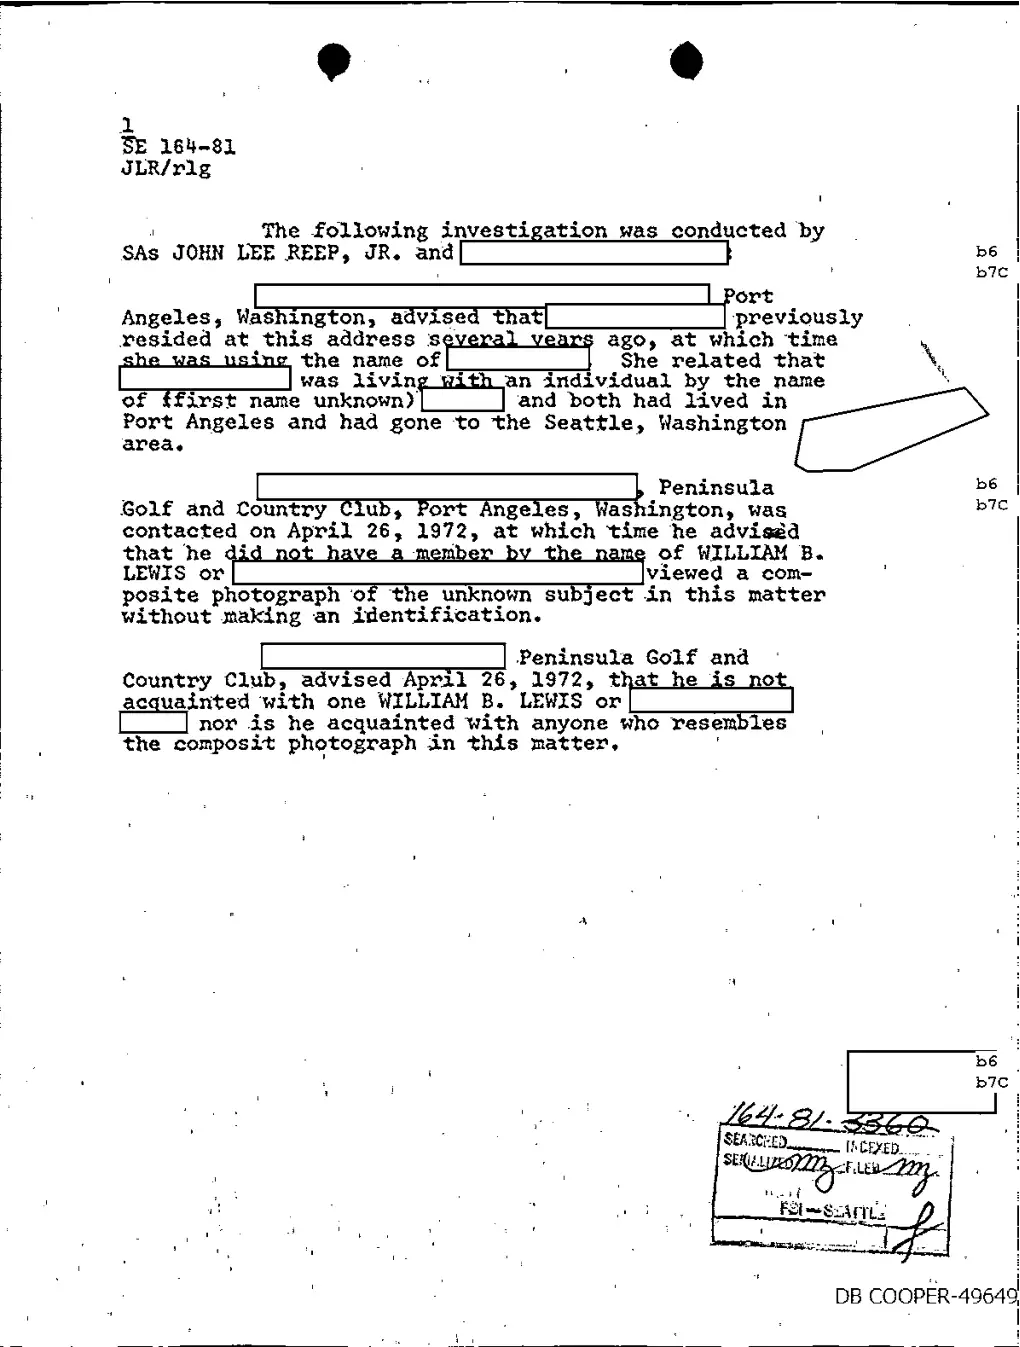 1
SE 164-81
JLR/rlg
The following investigation was conducted by
SAs JOHN LEE REEP, JR. and :
b6
b7C
Port
Angeles, Washington, advised that previously
resided at this address several years ago, at which time
she was using the name of She related that
was living with an individual by the name
of (first name unknown) and both had lived in
Port Angeles and had gone to the Seattle, Washington
area.
, Peninsula
b6
Golf and Country Club, Port Angeles, Washington, was
b7C
contacted on April 26, 1972, at which time he advised
that he did not have a member by the name of WILLIAM B.
LEWIS or viewed a com-
posite photograph of the unknown subject in this matter
without making an identification.
Peninsula Golf and
Country Club, advised April 26, 1972, that he is not
acquainted with one WILLIAM B. LEWIS or
nor is he acquainted with anyone who resembles
the composit photograph in this matter.
b6
b7C
164-81-3360
SEARCHED INDEXED
SERIALIZED FILED
FBI - SEATTLE
DB COOPER-49649